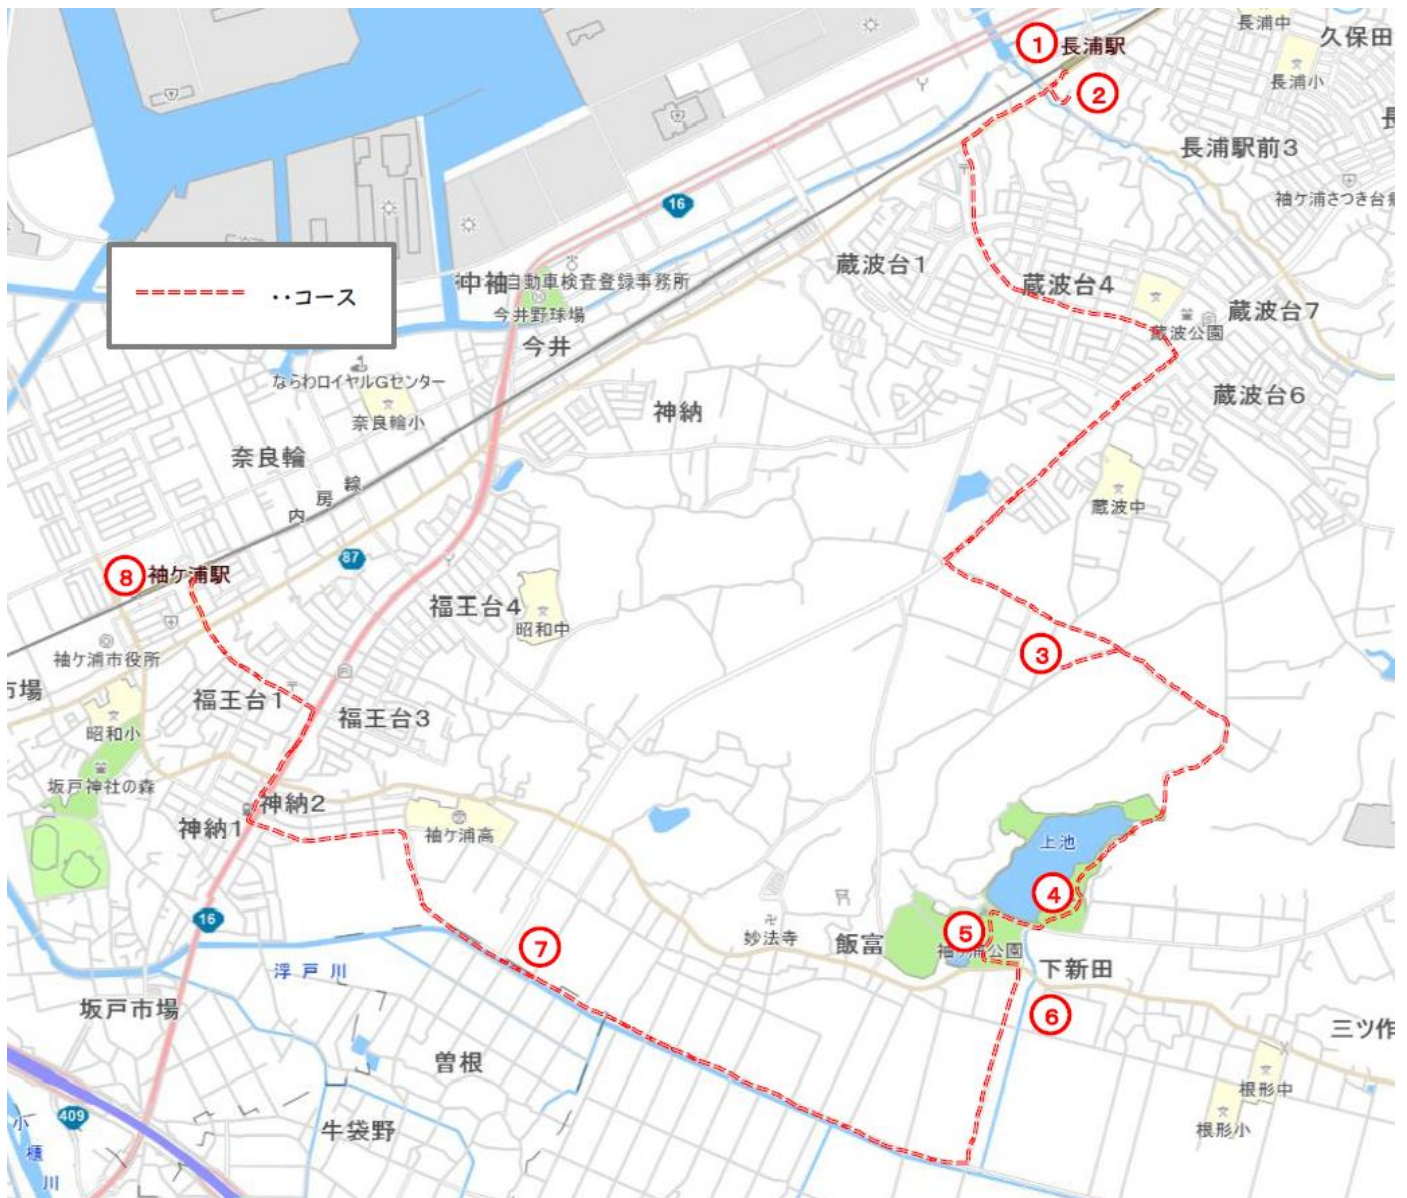 長浦中
① 長浦駅
久保田
長浦小
②
長浦駅前3
16
袖ケ浦さつき台
蔵波台1
中袖
自動車検査登録事務所
蔵波台4
‥コース
今井野球場
蔵波台7
蔵波公園
今井
ならわロイヤルGセンター
蔵波台6
奈良輪小
神納
奈良輪
内房線
蔵波中
87
⑧ 袖ケ浦駅
福王台4
昭和中
袖ケ浦市役所
③
市場
福王台1
福王台3
昭和小
坂戸神社の森
神納2
神納1
袖ケ浦高
上池
④
16
妙法寺
飯富
⑤
袖ケ浦公園
⑦
下新田
浮戸川
坂戸市場
⑥
三ツ作
曽根
根形中
409
小櫃川
牛袋野
根形小